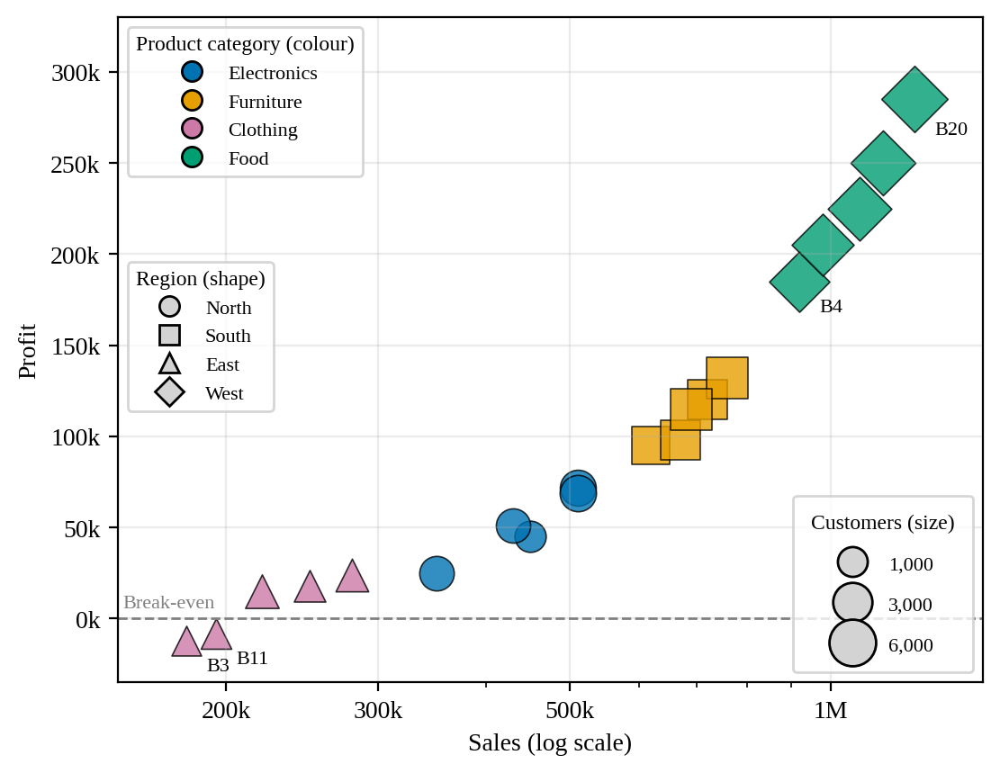 Product category (colour)
Electronics
Furniture
Clothing
Food
Region (shape)
North
South
East
West
Customers (size)
1,000
3,000
6,000
B20
B4
Break-even
B3
B11
300k
250k
200k
150k
100k
50k
0k
Profit
200k
300k
500k
1M
Sales (log scale)